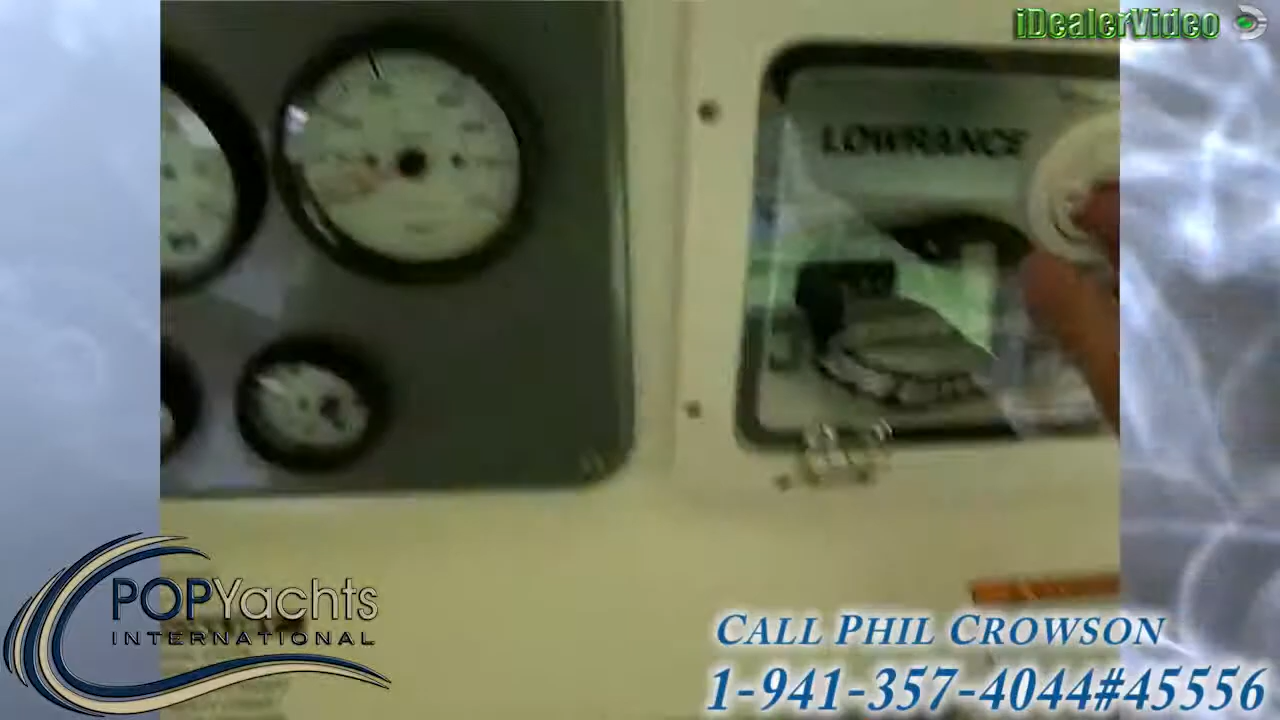 iDealerVideo
LOWRANCE
POPYachts
INTERNATIONAL
CALL PHIL CROWSON
1-941-357-4044#45556